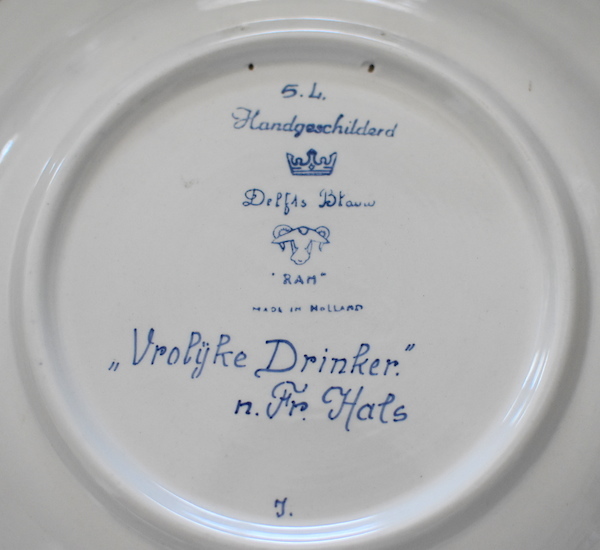 S.L.
Handgeschilderd
Delfts Blauw
"RAM"
MADE IN HOLLAND
„Vrolijke Drinker."
n. Fr. Hals
J.